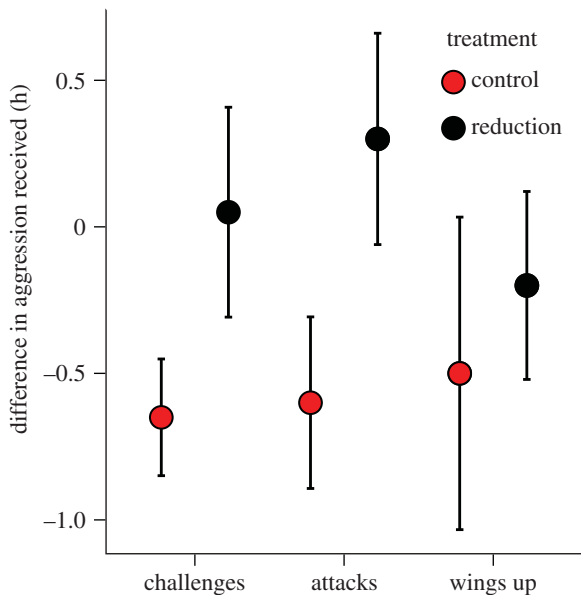 treatment
control
reduction
difference in aggression received (h)
0.5
0
–0.5
–1.0
challenges
attacks
wings up